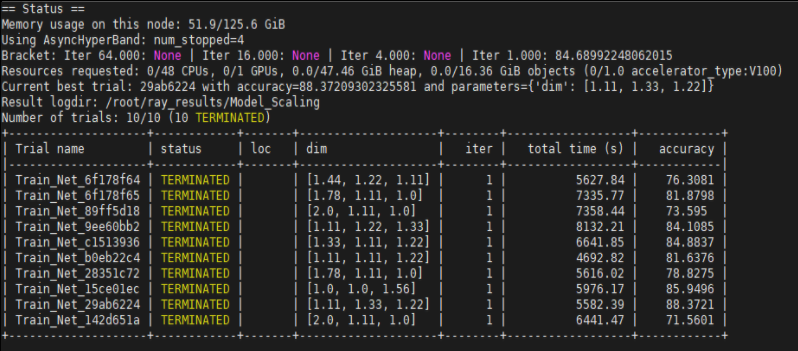 == Status ==
Memory usage on this node: 51.9/125.6 GiB
Using AsyncHyperBand: num_stopped=4
Bracket: Iter 64.000: None | Iter 16.000: None | Iter 4.000: None | Iter 1.000: 84.68992248062015
Resources requested: 0/48 CPUs, 0/1 GPUs, 0.0/47.46 GiB heap, 0.0/16.36 GiB objects (0/1.0 accelerator_type:V100)
Current best trial: 29ab6224 with accuracy=88.37209302325581 and parameters={'dim': [1.11, 1.33, 1.22]}
Result logdir: /root/ray_results/Model_Scaling
Number of trials: 10/10 (10 TERMINATED)
| Trial name | status | loc | dim | iter | total time (s) | accuracy |
| Train_Net_6f178f64 | TERMINATED | | [1.44, 1.22, 1.11] | 1 | 5627.84 | 76.3081 |
| Train_Net_6f178f65 | TERMINATED | | [1.78, 1.11, 1.0] | 1 | 7335.77 | 81.8798 |
| Train_Net_89ff5d18 | TERMINATED | | [2.0, 1.11, 1.0] | 1 | 7358.44 | 73.595 |
| Train_Net_9ee60bb2 | TERMINATED | | [1.11, 1.22, 1.33] | 1 | 8132.21 | 84.1085 |
| Train_Net_c1513936 | TERMINATED | | [1.33, 1.11, 1.22] | 1 | 6641.85 | 84.8837 |
| Train_Net_b0eb22c4 | TERMINATED | | [1.11, 1.11, 1.22] | 1 | 4692.82 | 81.6376 |
| Train_Net_28351c72 | TERMINATED | | [1.78, 1.11, 1.0] | 1 | 5616.02 | 78.8275 |
| Train_Net_15ce01ec | TERMINATED | | [1.0, 1.0, 1.56] | 1 | 5976.17 | 85.9496 |
| Train_Net_29ab6224 | TERMINATED | | [1.11, 1.33, 1.22] | 1 | 5582.39 | 88.3721 |
| Train_Net_142d651a | TERMINATED | | [2.0, 1.11, 1.0] | 1 | 6441.47 | 71.5601 |